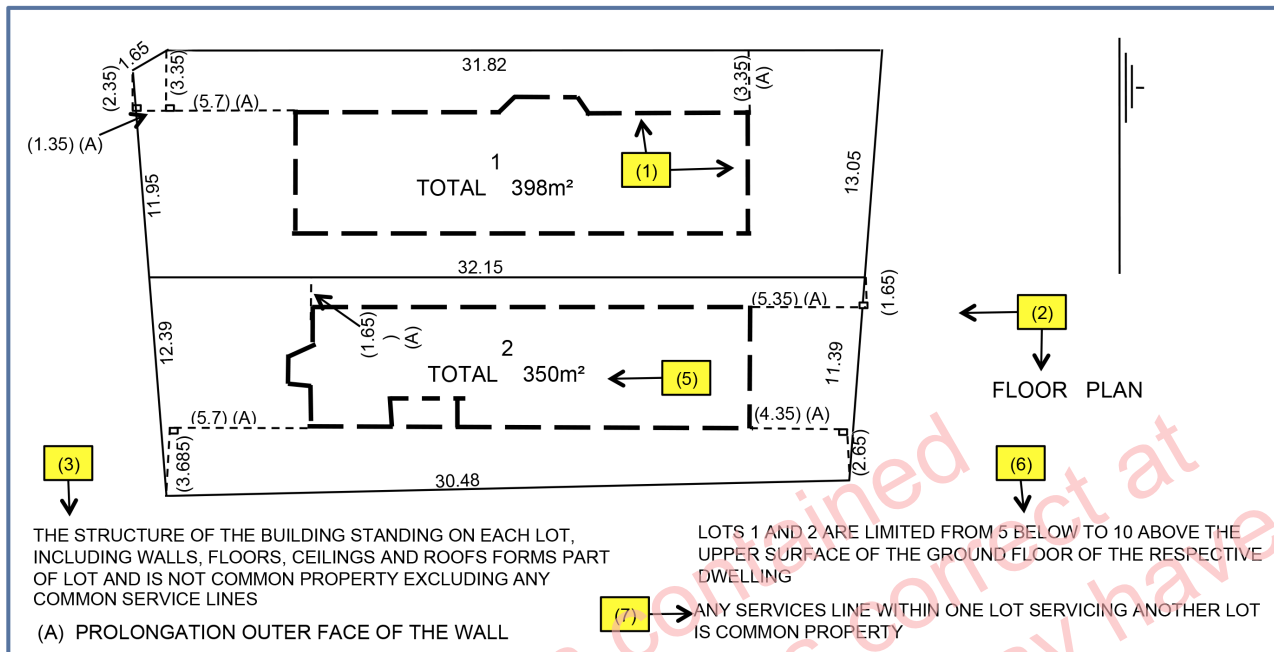 1.65
31.82
(2.35)
(3.35)
(3.35)
(A)
(5.7) (A)
(1.35) (A)
1
TOTAL 398m²
(1)
11.95
13.05
32.15
(5.35) (A)
(1.65)
(1.65)
)
(A)
(2)
12.39
2
TOTAL 350m²
(5)
11.39
FLOOR PLAN
(5.7) (A)
(4.35) (A)
(3)
(3.685)
30.48
(2.65)
(6)
THE STRUCTURE OF THE BUILDING STANDING ON EACH LOT,
INCLUDING WALLS, FLOORS, CEILINGS AND ROOFS FORMS PART
OF LOT AND IS NOT COMMON PROPERTY EXCLUDING ANY
COMMON SERVICE LINES
(A) PROLONGATION OUTER FACE OF THE WALL
LOTS 1 AND 2 ARE LIMITED FROM 5 BELOW TO 10 ABOVE THE
UPPER SURFACE OF THE GROUND FLOOR OF THE RESPECTIVE
DWELLING
(7)
ANY SERVICES LINE WITHIN ONE LOT SERVICING ANOTHER LOT
IS COMMON PROPERTY
contained
correct at
may have